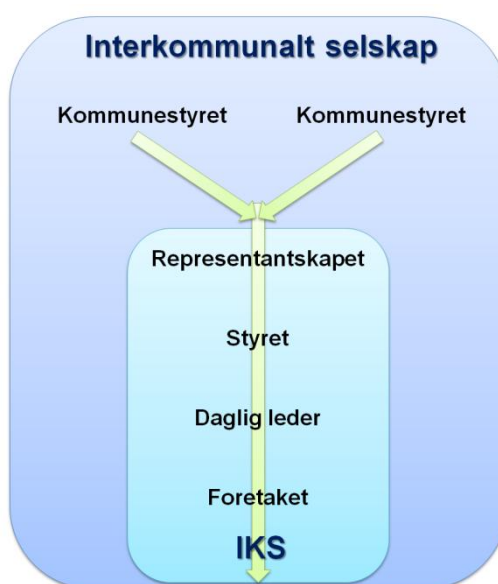 Interkommunalt selskap
Kommunestyret Kommunestyret
Representantskapet
Styret
Daglig leder
Foretaket
IKS